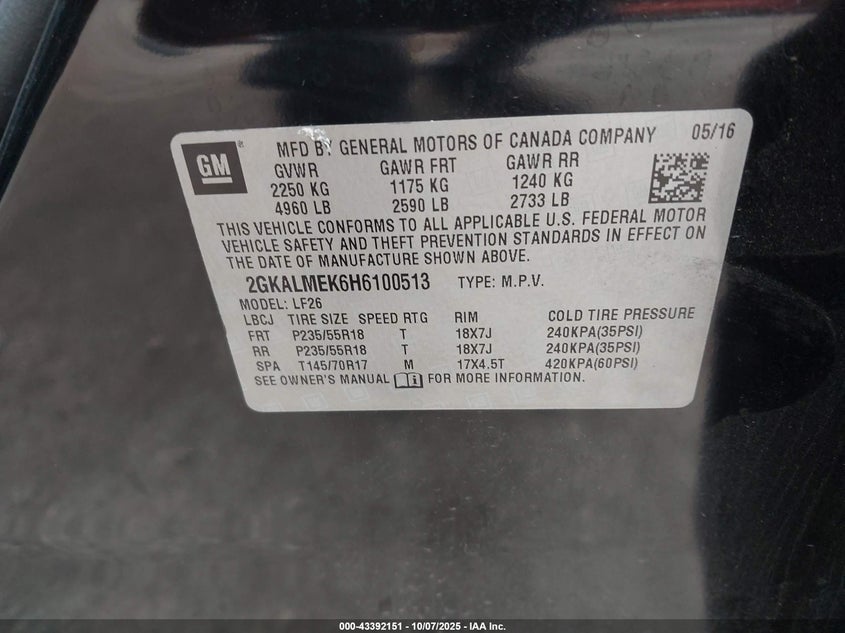 GM
MFD BY GENERAL MOTORS OF CANADA COMPANY 05/16
GVWR GAWR FRT GAWR RR
2250 KG 1175 KG 1240 KG
4960 LB 2590 LB 2733 LB
THIS VEHICLE CONFORMS TO ALL APPLICABLE U.S. FEDERAL MOTOR
VEHICLE SAFETY AND THEFT PREVENTION STANDARDS IN EFFECT ON
THE DATE OF MANUFACTURE SHOWN ABOVE.
2GKALMEK6H6100513 TYPE: M.P.V.
MODEL: LF26
LBCJ TIRE SIZE SPEED RTG RIM COLD TIRE PRESSURE
FRT P235/55R18 T 18X7J 240KPA(35PSI)
RR P235/55R18 T 18X7J 240KPA(35PSI)
SPA T145/70R17 M 17X4.5T 420KPA(60PSI)
SEE OWNER'S MANUAL FOR MORE INFORMATION.
000-43392151 - 10/07/2025 - IAA Inc.